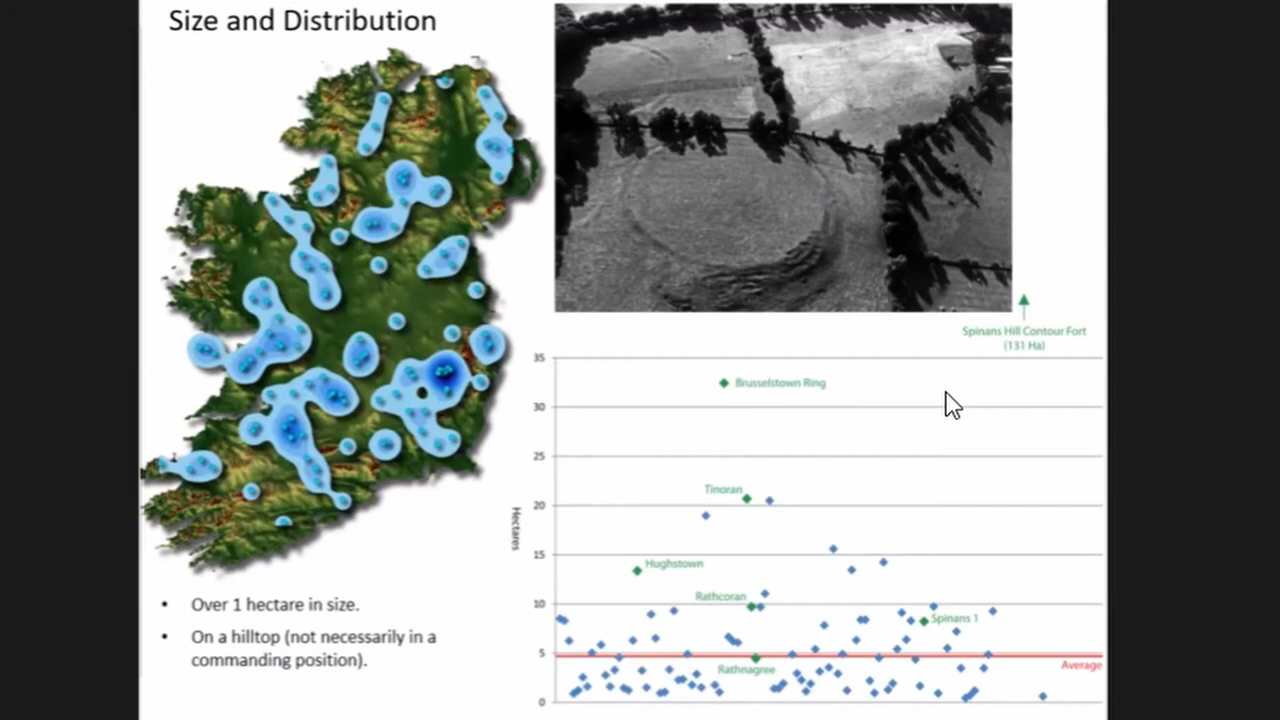 Size and Distribution
• Over 1 hectare in size.
• On a hilltop (not necessarily in a
commanding position).
Spinans Hill Contour Fort
(131 Ha)
Hectares
35
30
25
20
15
10
5
0
Brusselstown Ring
Tinoran
Hughstown
Rathcoran
Spinans 1
Rathnagree
Average